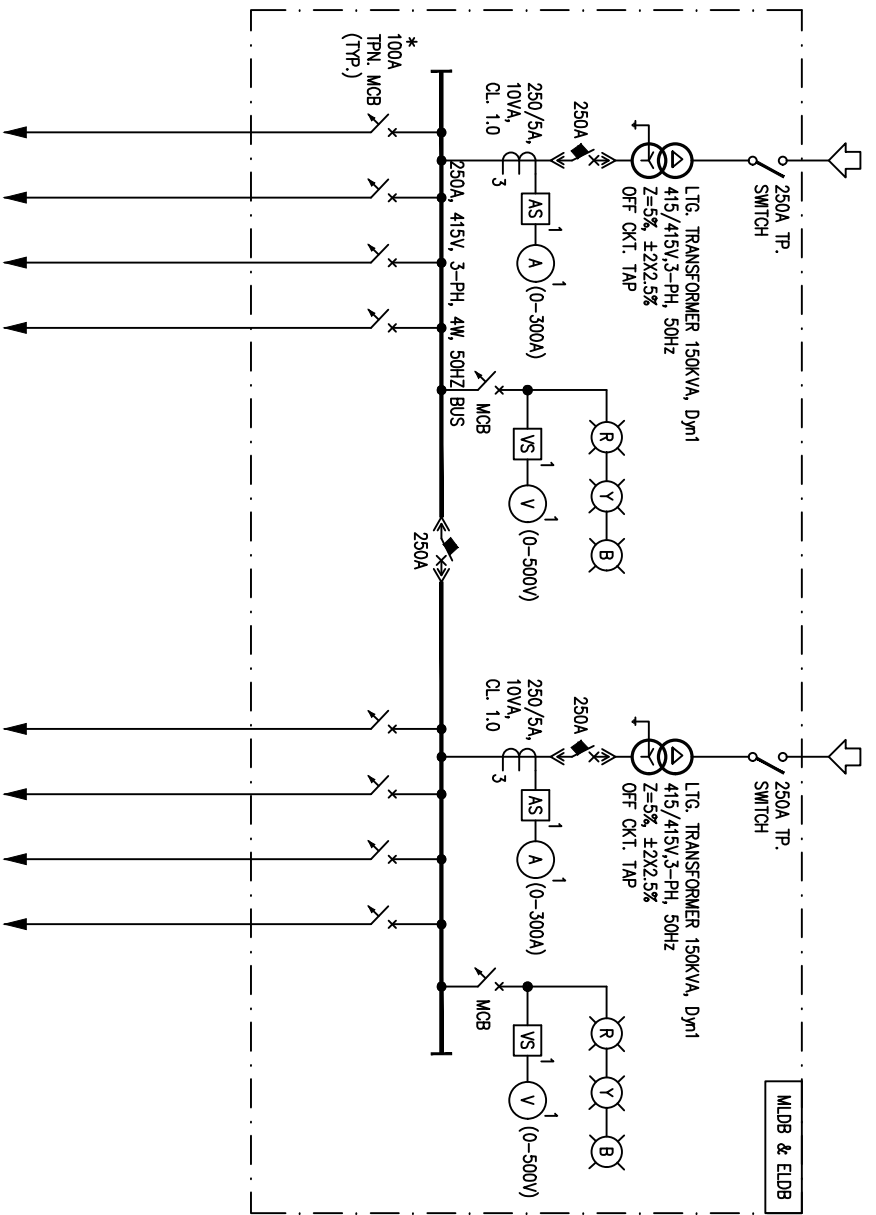 MLDB & ELDB
250A TP.
SWITCH
LTG. TRANSFORMER 150KVA, Dyn1
415/415V,3-PH, 50Hz
Z=5%, ±2X2.5%
OFF CKT. TAP
250A
250/5A,
10VA,
CL. 1.0
3
AS
1
A
1
(0-300A)
R
Y
B
VS
1
V
1
(0-500V)
MCB
250A, 415V, 3-PH, 4W, 50HZ BUS
*
100A
TPN. MCB
(TYP.)
250A
250A TP.
SWITCH
LTG. TRANSFORMER 150KVA, Dyn1
415/415V,3-PH, 50Hz
Z=5%, ±2X2.5%
OFF CKT. TAP
250A
250/5A,
10VA,
CL. 1.0
3
AS
1
A
1
(0-300A)
R
Y
B
VS
1
V
1
(0-500V)
MCB